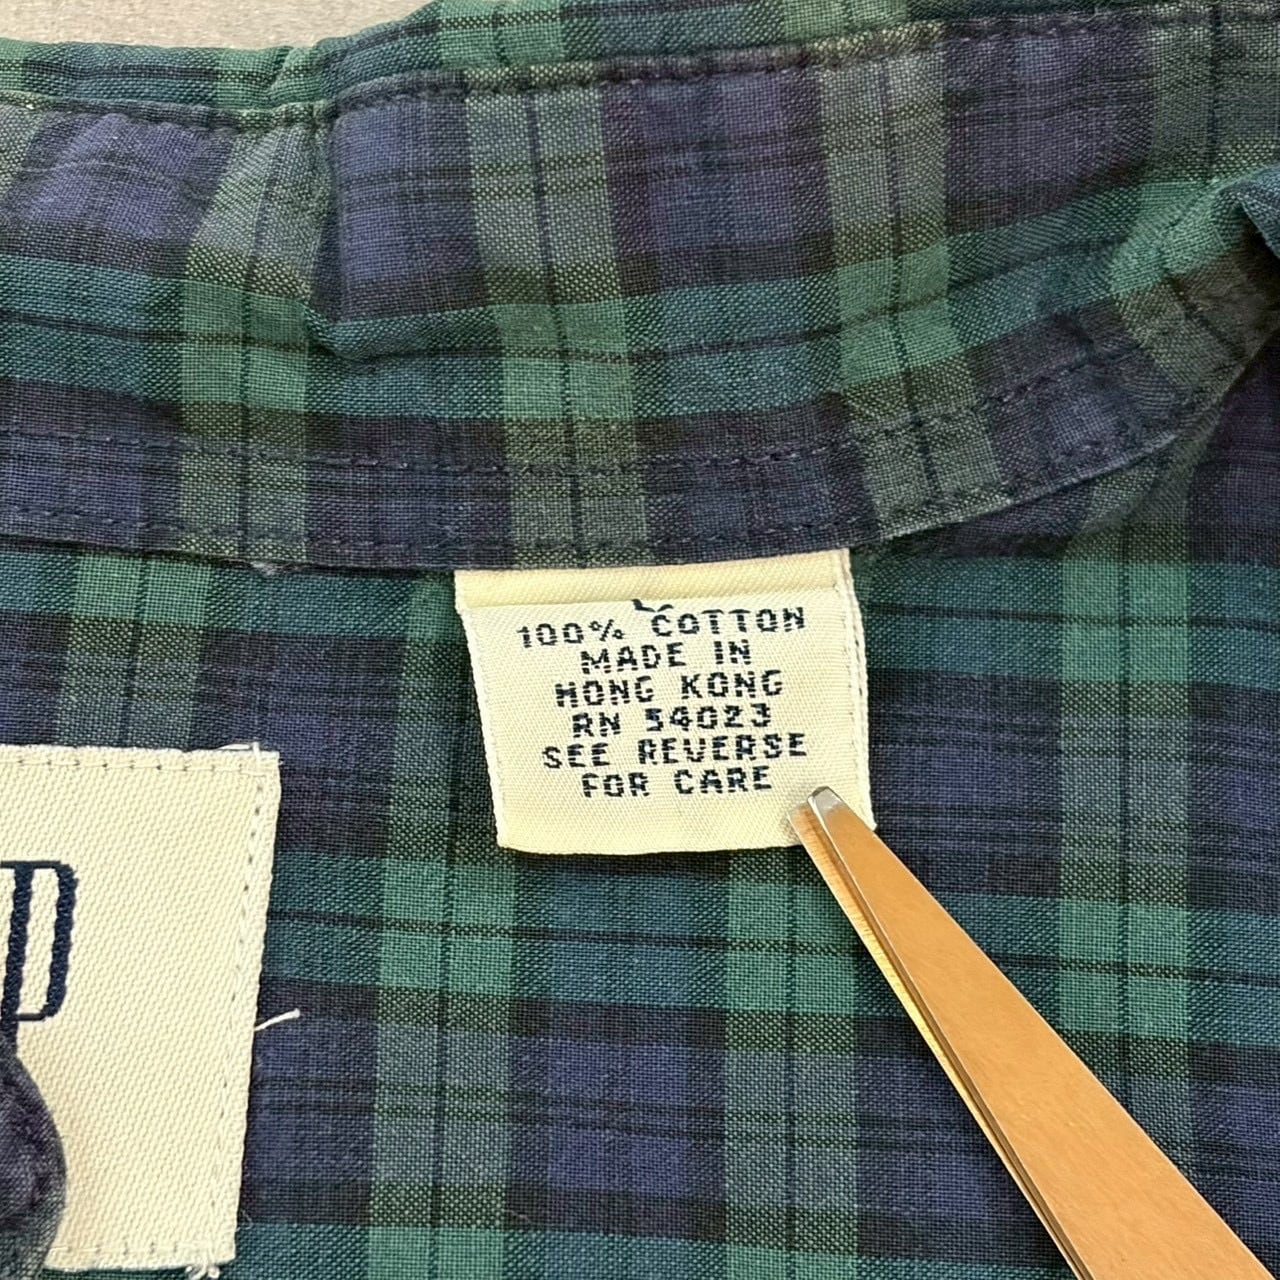 100% COTTON
MADE IN
HONG KONG
RN 54023
SEE REVERSE
FOR CARE